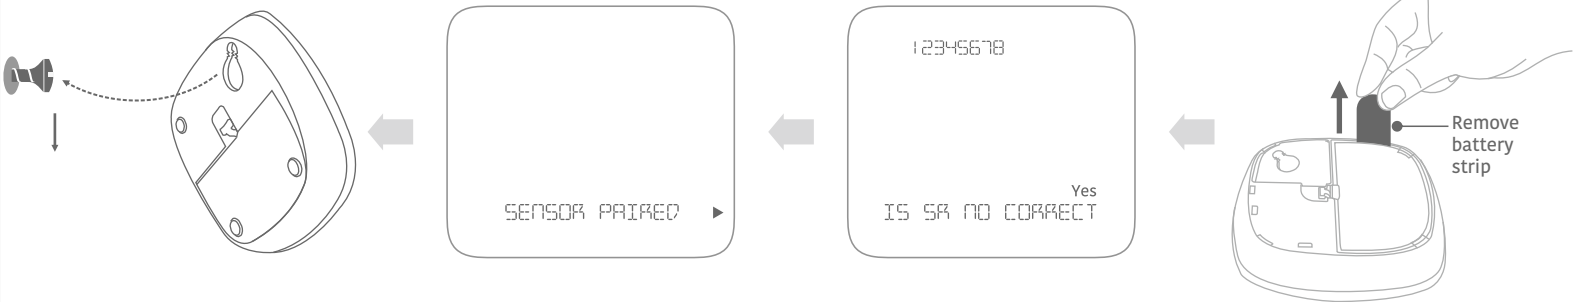 SENSOR PAIRED
12345678
Yes
IS SR NO CORRECT
Remove
battery
strip